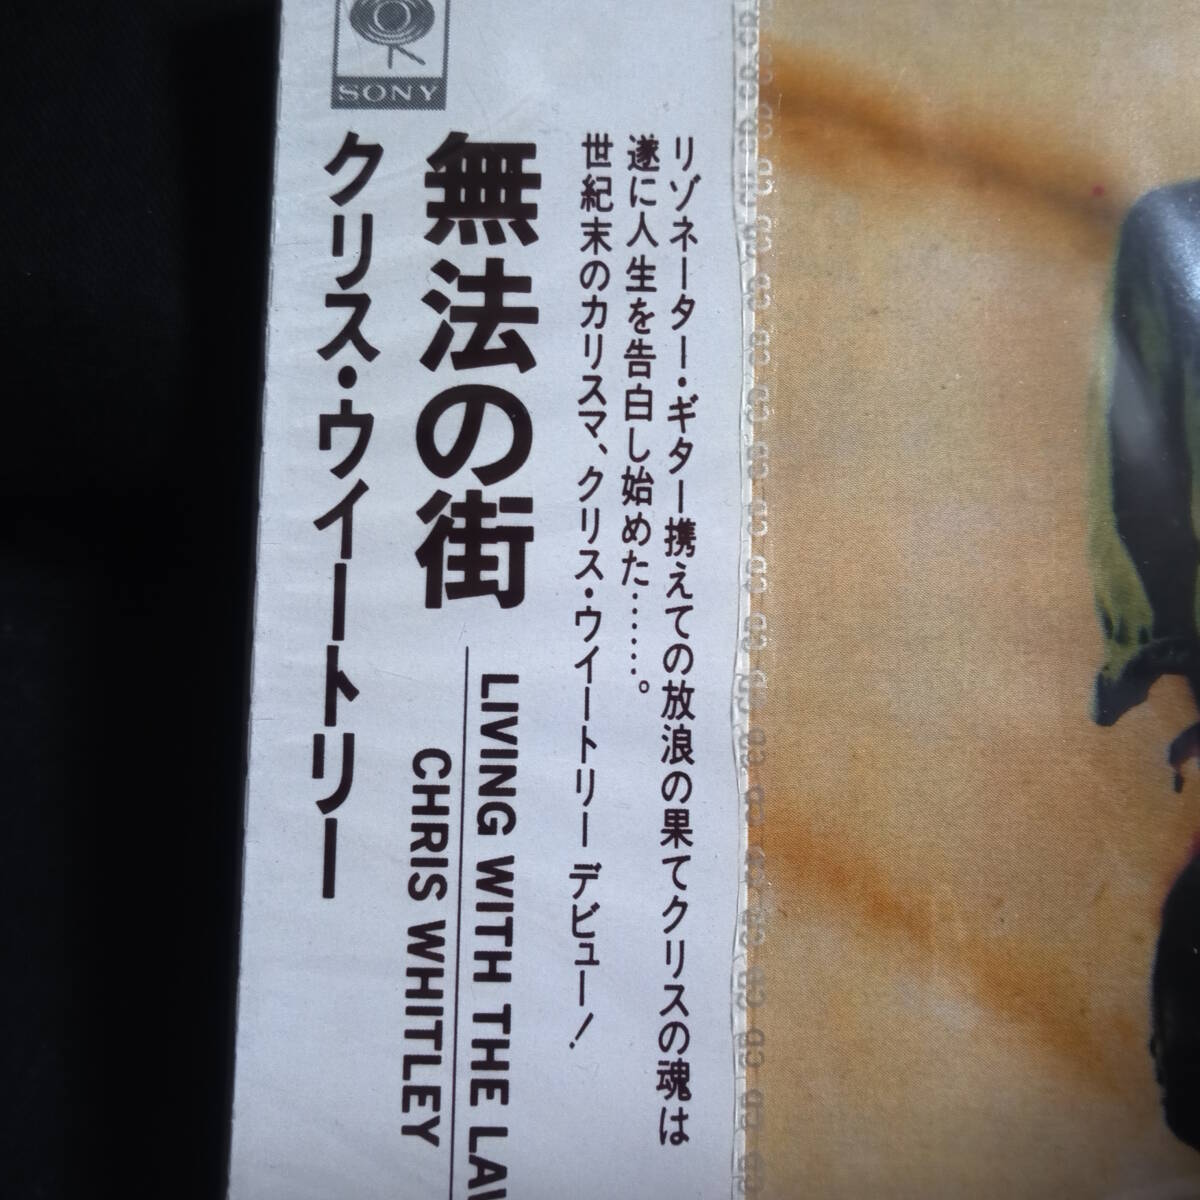 SONY
リゾネーター・ギター携えての放浪の果てクリスの魂は
遂に人生を告白し始めた……。
世紀末のカリスマ、クリス・ウイートリーデビュー!
無法の街
LIVING WITH THE LAW
クリス・ウイートリー
CHRIS WHITLEY